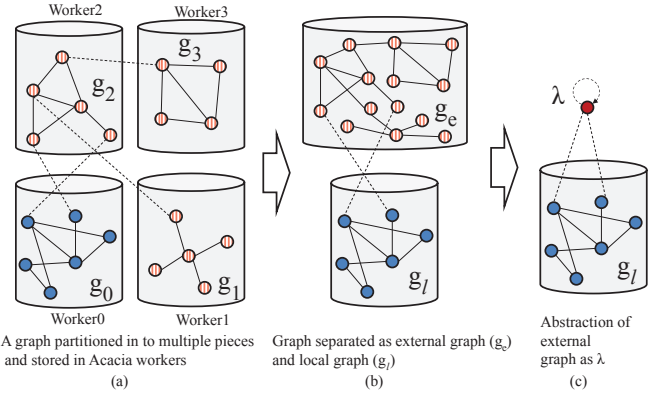 Worker2
Worker3
g2
g3
g0
g1
Worker0
Worker1
A graph partitioned in to multiple pieces
and stored in Acacia workers
(a)
ge
gl
Graph separated as external graph (ge)
and local graph (gl)
(b)
λ
gl
Abstraction of
external
graph as λ
(c)